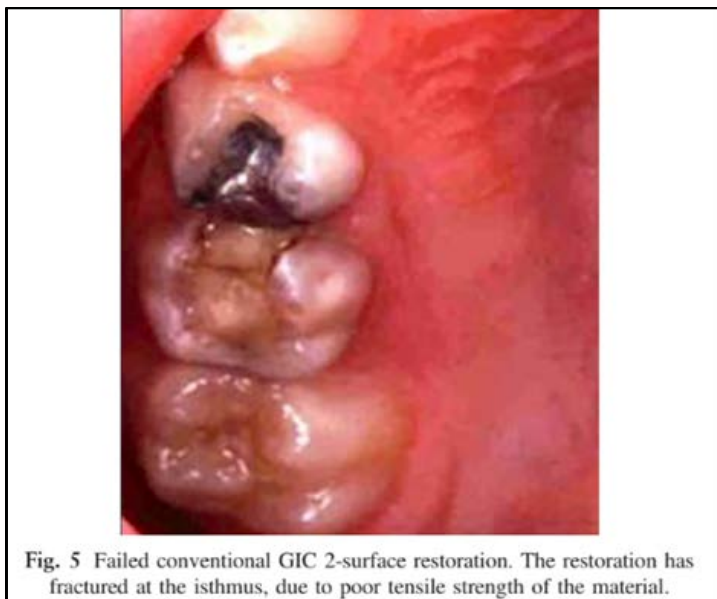 Fig. 5 Failed conventional GIC 2-surface restoration. The restoration has
fractured at the isthmus, due to poor tensile strength of the material.